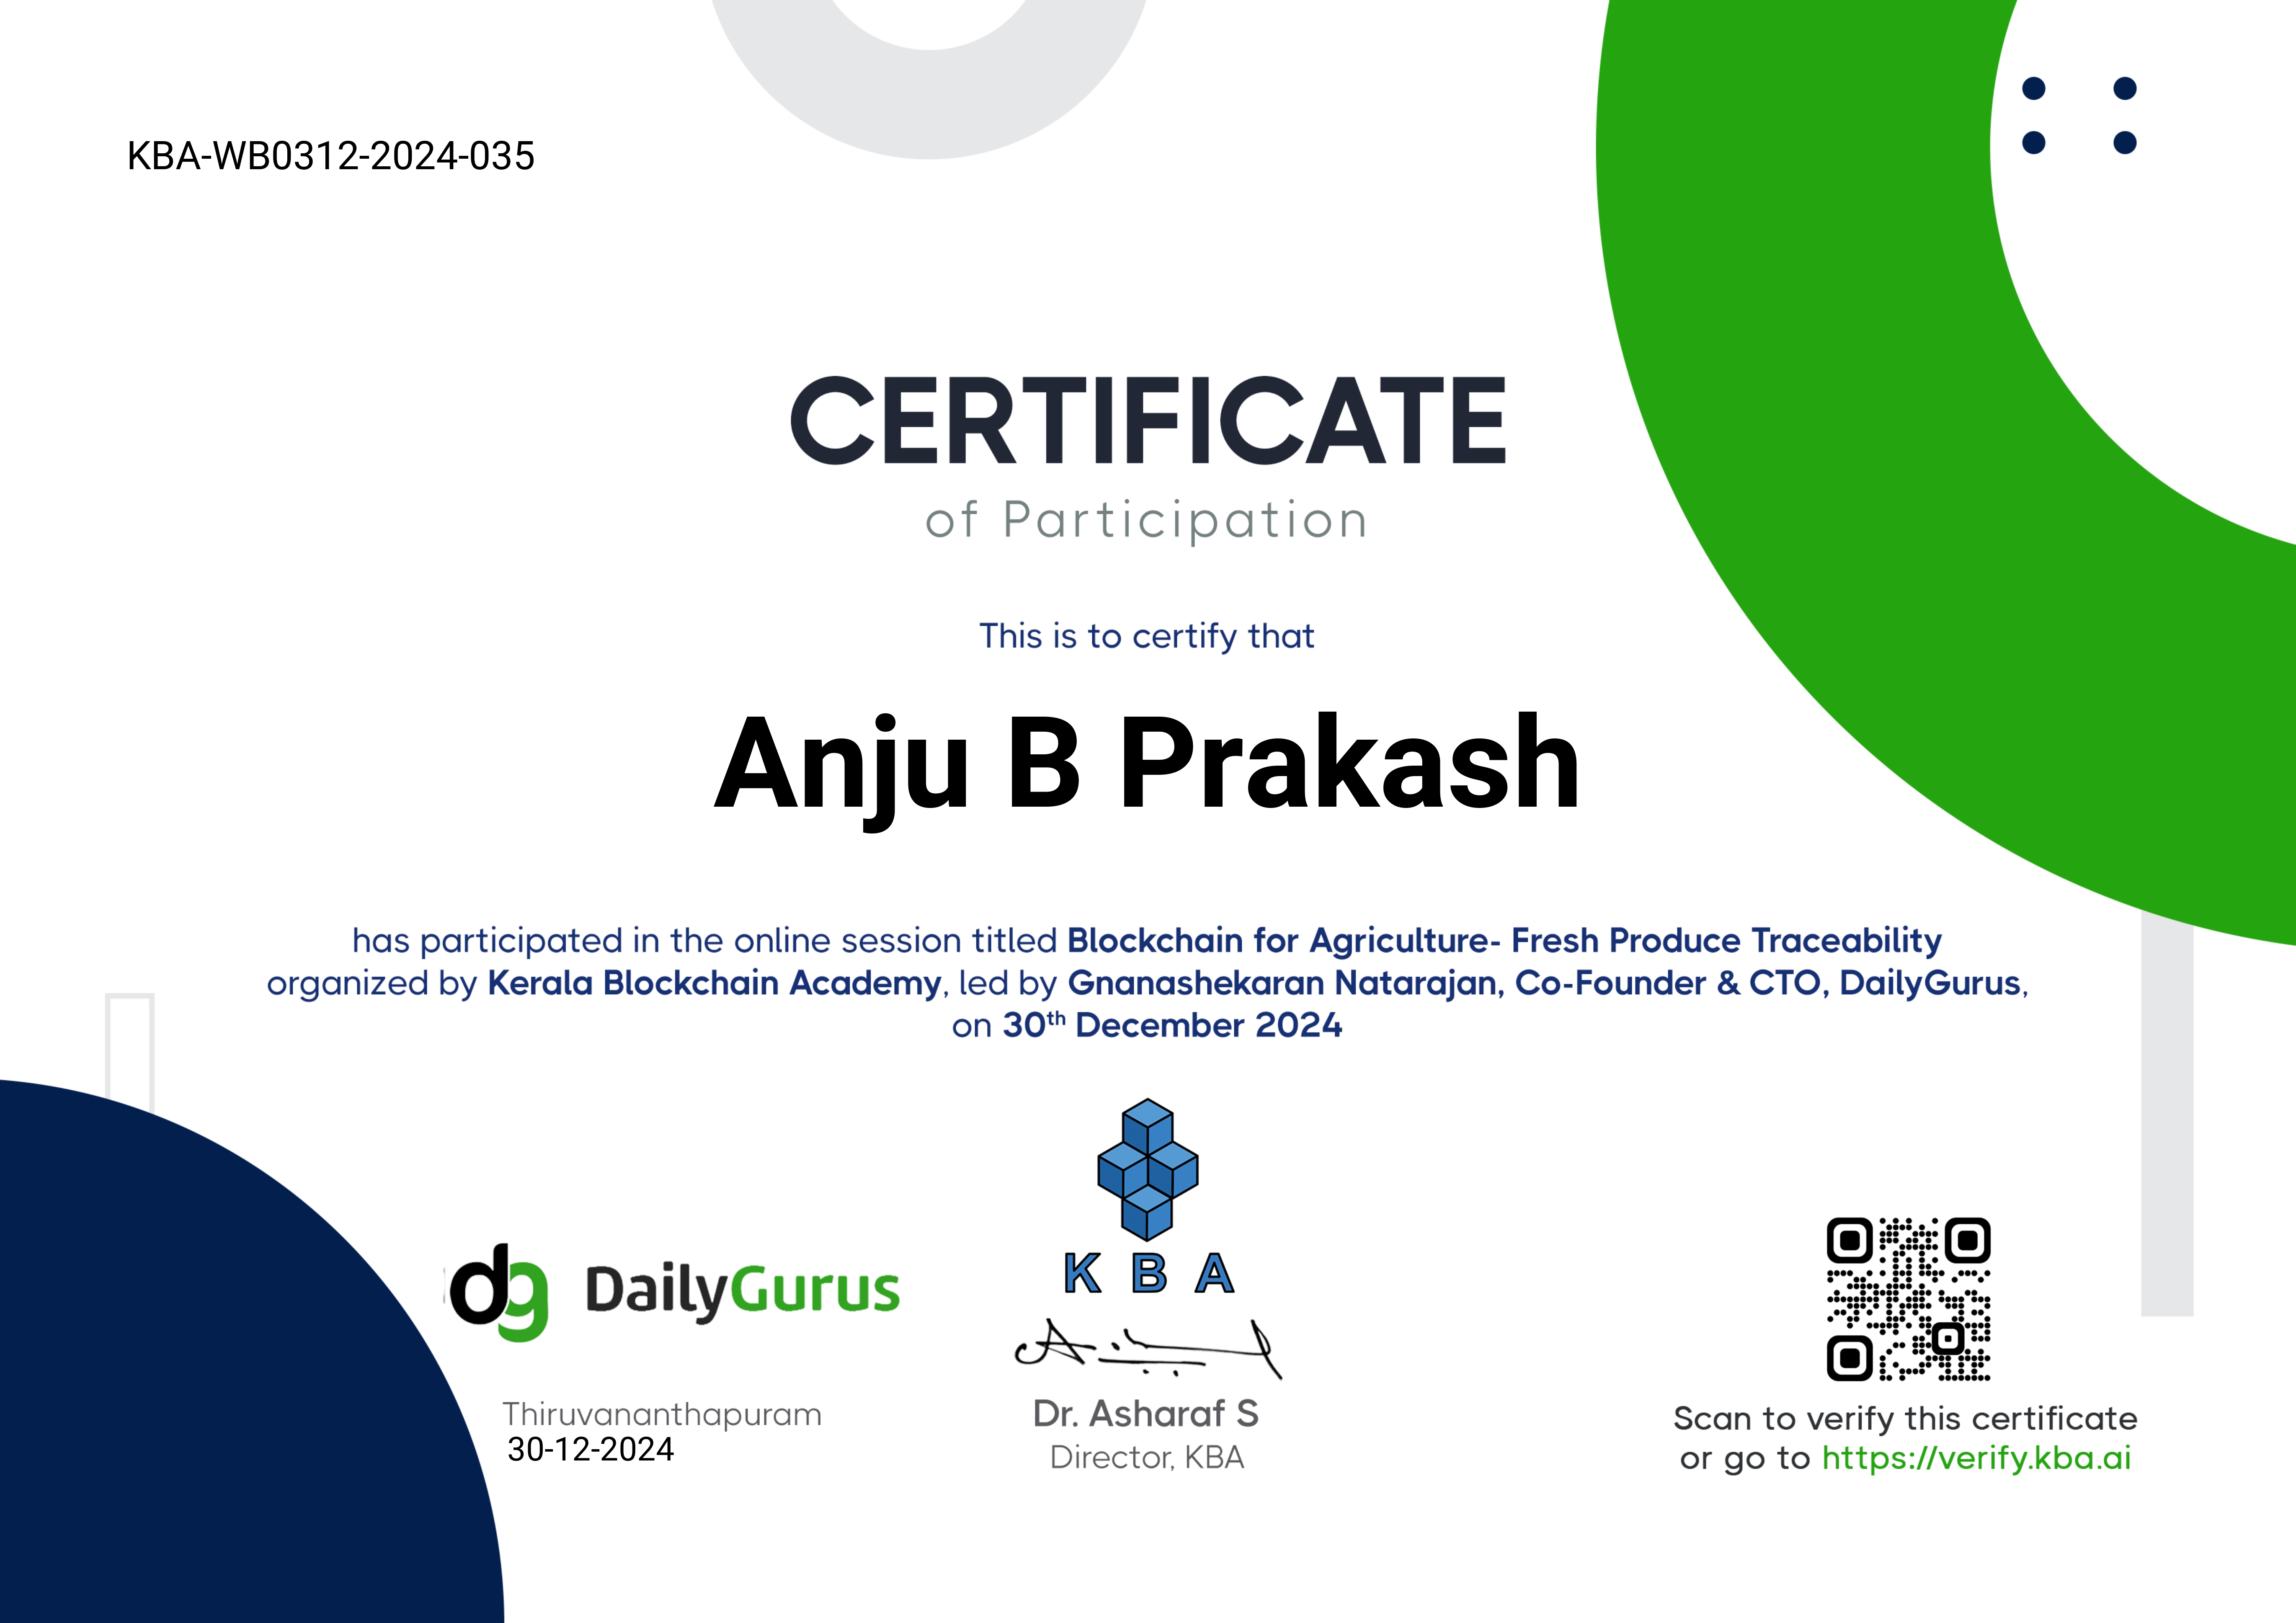 KBA-WB0312-2024-035
CERTIFICATE
of Participation
This is to certify that
Anju B Prakash
has participated in the online session titled Blockchain for Agriculture- Fresh Produce Traceability
organized by Kerala Blockchain Academy, led by Gnanashekaran Natarajan, Co-Founder & CTO, DailyGurus,
on 30th December 2024
dg DailyGurus
K B A
Thiruvananthapuram
30-12-2024
Dr. Asharaf S
Director, KBA
Scan to verify this certificate
or go to https://verify.kba.ai